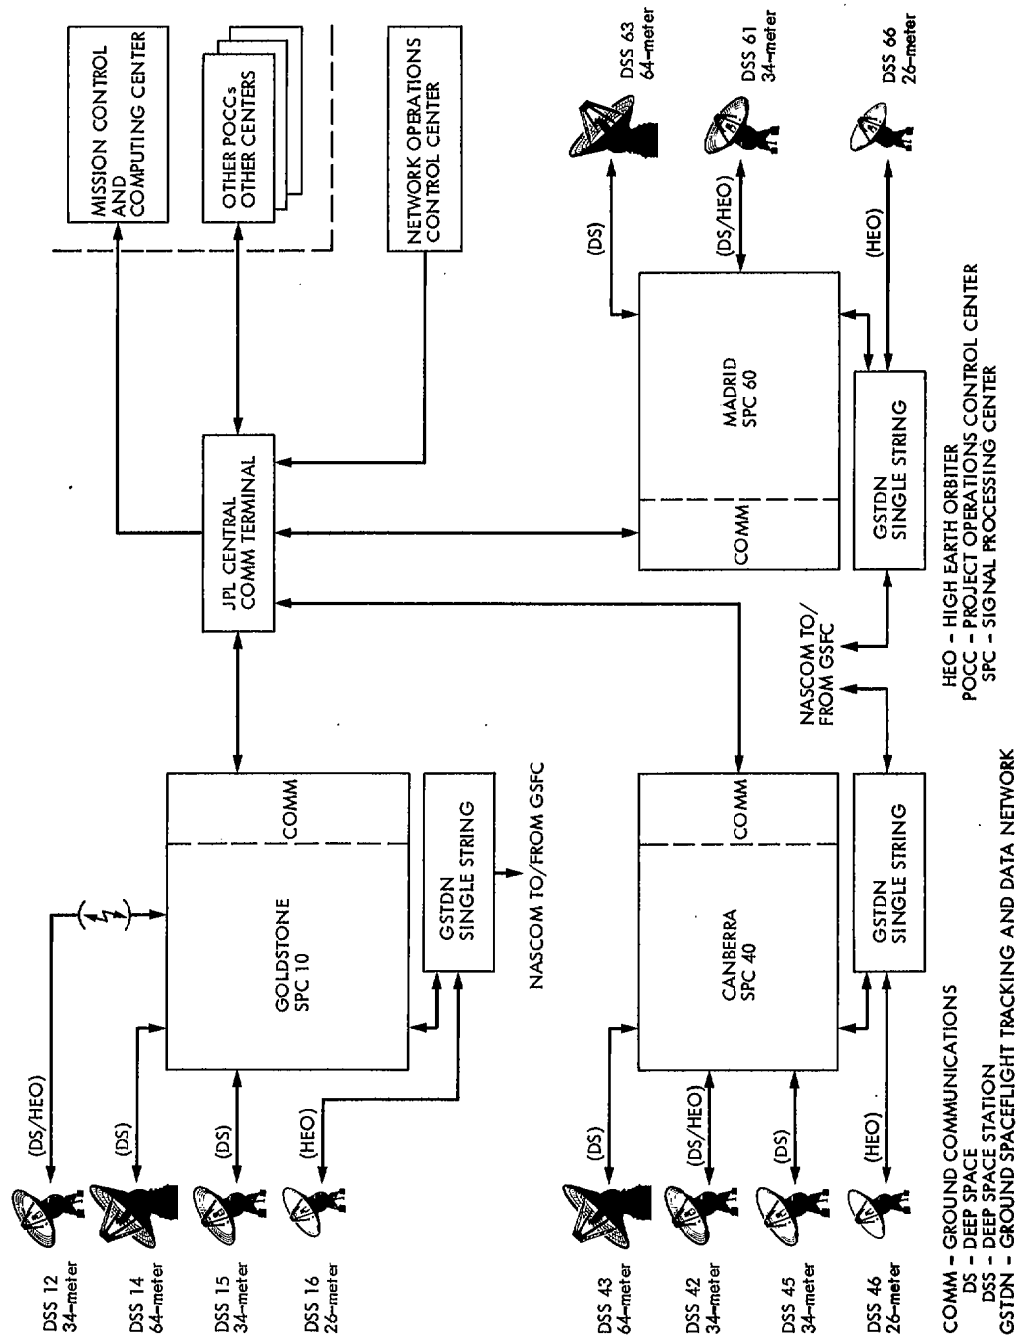 DSS 12
34-meter
(DS/HEO)
DSS 14
64-meter
(DS)
DSS 15
34-meter
(DS)
DSS 16
26-meter
(HEO)
GOLDSTONE
SPC 10
COMM
GSTDN
SINGLE STRING
NASCOM TO/FROM GSFC
JPL CENTRAL
COMM TERMINAL
MISSION CONTROL
AND
COMPUTING CENTER
OTHER POCCs
OTHER CENTERS
NETWORK OPERATIONS
CONTROL CENTER
DSS 43
64-meter
(DS)
DSS 42
34-meter
(DS/HEO)
DSS 45
34-meter
(DS)
DSS 46
26-meter
(HEO)
CANBERRA
SPC 40
COMM
GSTDN
SINGLE STRING
NASCOM TO/
FROM GSFC
NASCOM TO/
FROM GSFC
COMM
MADRID
SPC 60
GSTDN
SINGLE STRING
(DS)
DSS 63
64-meter
(DS/HEO)
DSS 61
34-meter
(HEO)
DSS 66
26-meter
COMM - GROUND COMMUNICATIONS
DS - DEEP SPACE
DSS - DEEP SPACE STATION
GSTDN - GROUND SPACEFLIGHT TRACKING AND DATA NETWORK
HEO - HIGH EARTH ORBITER
POCC - PROJECT OPERATIONS CONTROL CENTER
SPC - SIGNAL PROCESSING CENTER